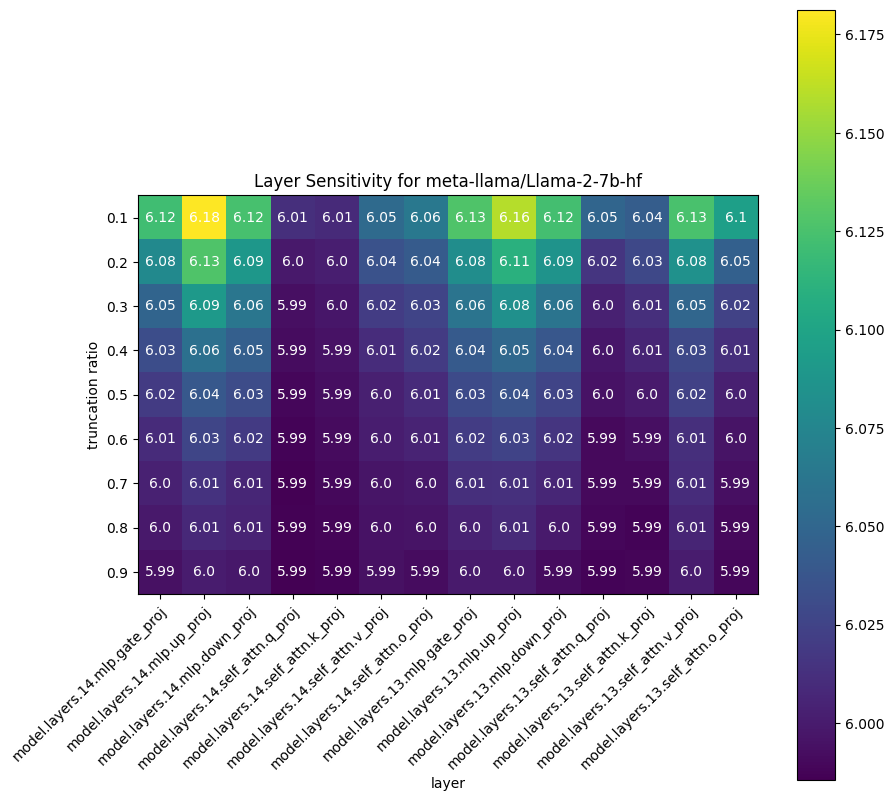 Layer Sensitivity for meta-llama/Llama-2-7b-hf
0.1 6.12 6.18 6.12 6.01 6.01 6.05 6.06 6.13 6.16 6.12 6.05 6.04 6.13 6.1
0.2 6.08 6.13 6.09 6.0 6.0 6.04 6.04 6.08 6.11 6.09 6.02 6.03 6.08 6.05
0.3 6.05 6.09 6.06 5.99 6.0 6.02 6.03 6.06 6.08 6.06 6.0 6.01 6.05 6.02
0.4 6.03 6.06 6.05 5.99 5.99 6.01 6.02 6.04 6.05 6.04 6.0 6.01 6.03 6.01
0.5 6.02 6.04 6.03 5.99 5.99 6.0 6.01 6.03 6.04 6.03 6.0 6.0 6.02 6.0
0.6 6.01 6.03 6.02 5.99 5.99 6.0 6.01 6.02 6.03 6.02 5.99 5.99 6.01 6.0
0.7 6.0 6.01 6.01 5.99 5.99 6.0 6.0 6.01 6.01 6.01 5.99 5.99 6.01 5.99
0.8 6.0 6.01 6.01 5.99 5.99 6.0 6.0 6.0 6.01 6.0 5.99 5.99 6.01 5.99
0.9 5.99 6.0 6.0 5.99 5.99 5.99 5.99 6.0 6.0 5.99 5.99 5.99 6.0 5.99
truncation ratio
model.layers.14.mlp.gate_proj
model.layers.14.mlp.up_proj
model.layers.14.mlp.down_proj
model.layers.14.self_attn.q_proj
model.layers.14.self_attn.k_proj
model.layers.14.self_attn.v_proj
model.layers.14.self_attn.o_proj
model.layers.13.mlp.gate_proj
model.layers.13.mlp.up_proj
model.layers.13.mlp.down_proj
model.layers.13.self_attn.q_proj
model.layers.13.self_attn.k_proj
model.layers.13.self_attn.v_proj
model.layers.13.self_attn.o_proj
layer
6.175
6.150
6.125
6.100
6.075
6.050
6.025
6.000